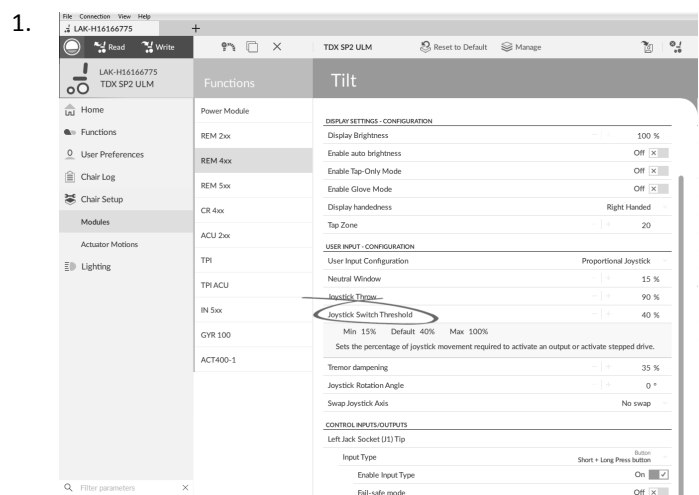 1.
File Connection View Help
LAK-H16166775 +
Read Write TDX SP2 ULM Reset to Default Manage
LAK-H16166775
TDX SP2 ULM
Functions
Tilt
Home
Functions
User Preferences
Chair Log
Chair Setup
Modules
Actuator Motions
Lighting
Filter parameters
Power Module
REM 2xx
REM 4xx
REM 5xx
CR 4xx
ACU 2xx
TPI
TPI ACU
IN 5xx
GYR 100
ACT400-1
DISPLAY SETTINGS - CONFIGURATION
Display Brightness - + 100 %
Enable auto brightness Off
Enable Tap-Only Mode Off
Enable Glove Mode Off
Display handedness Right Handed
Tap Zone + 20
USER INPUT - CONFIGURATION
User Input Configuration Proportional Joystick
Neutral Window - + 15 %
Joystick Throw - + 90 %
Joystick Switch Threshold - + 40 %
Min 15% Default 40% Max 100%
Sets the percentage of joystick movement required to activate an output or activate stepped drive.
Tremor dampening - + 35 %
Joystick Rotation Angle - + 0 °
Swap Joystick Axis No swap
CONTROL INPUTS/OUTPUTS
Left Jack Socket (J1) Tip
Input Type Button
Short + Long Press button
Enable Input Type On
Fail-safe mode Off